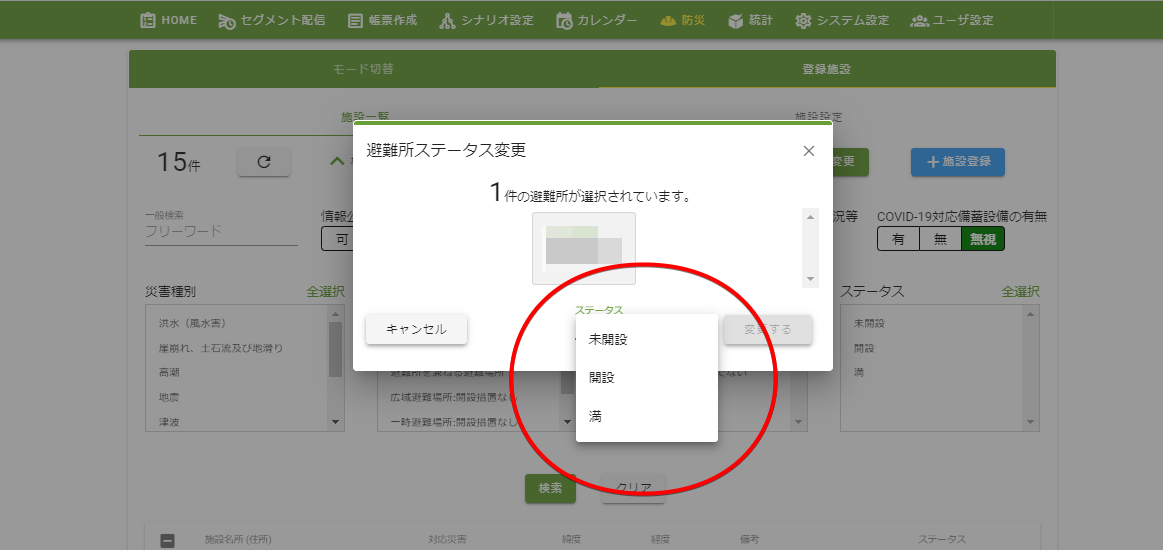 HOME セグメント配信 帳票作成 シナリオ設定 カレンダー 防災 統計 システム設定 ユーザ設定
モード切替 登録施設
施設一覧 施設設定
避難所ステータス変更
15件 変更 施設登録
1件の避難所が選択されています。
一般検索 情報公 況等 COVID-19対応備蓄設備の有無
フリーワード 可 有 無 無視
災害種別 全選択 ステータス ステータス 全選択
キャンセル 変更する
洪水（風水害） 未開設 未開設
崖崩れ、土石流及び地滑り 開設
高潮 避難所を兼ねる避難場所 開設 ない 満
地震 広域避難場所:開設措置なし
津波 一時避難場所:開設措置なし 満
検索 クリア
施設名所 (住所) 対応災害 緯度 経度 備考 ステータス